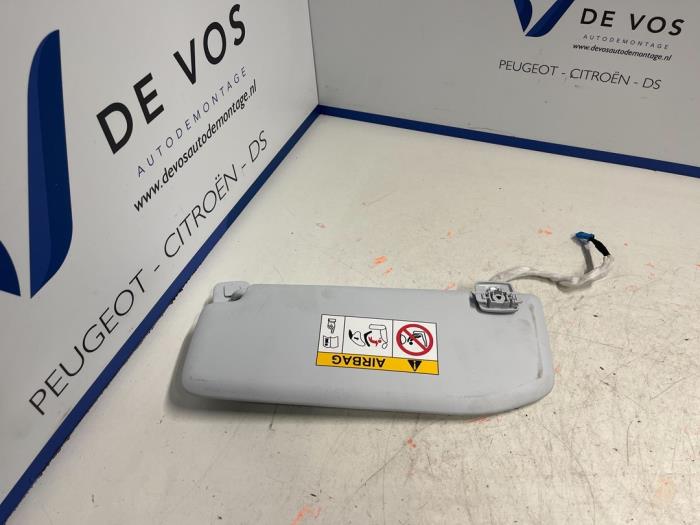 DE VOS
AUTODEMONTAGE
www.devosautodemontage.nl
PEUGEOT - CITROËN - DS
DE VOS
AUTODEMONTAGE
www.devosautodemontage.nl
PEUGEOT - CITROËN - DS
AIRBAG